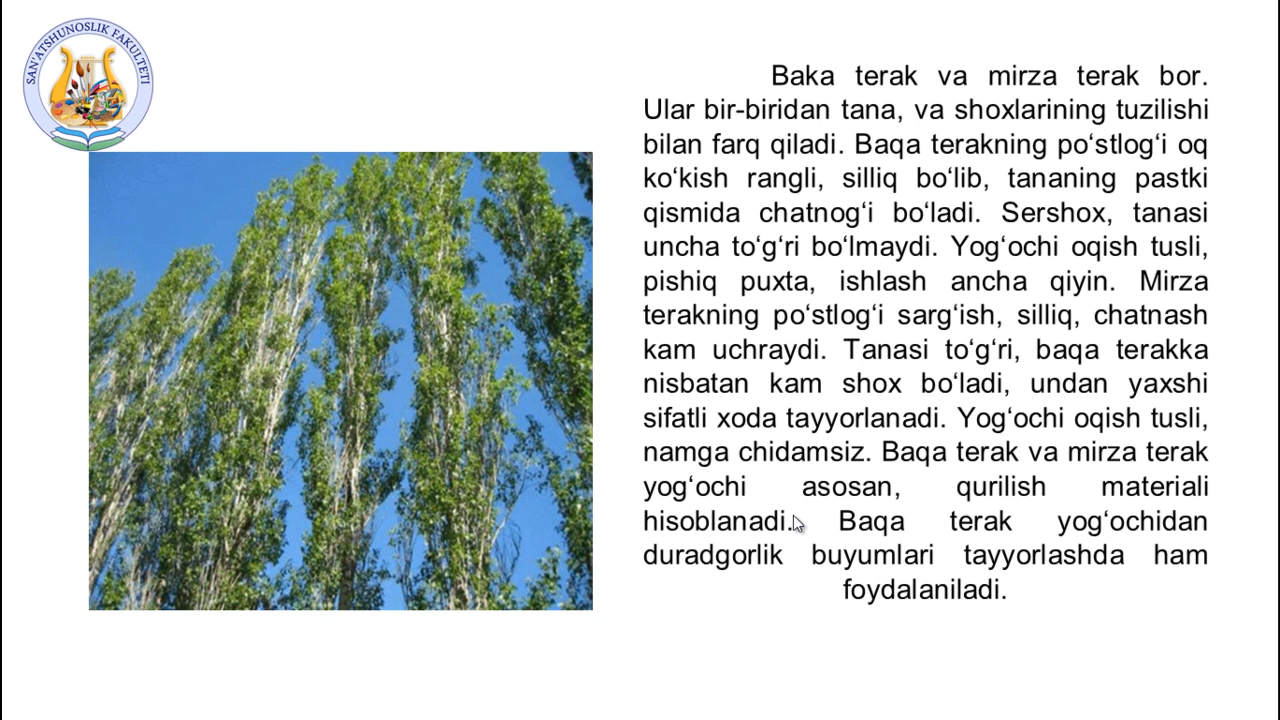 SAN'ATSHUNOSLIK FAKULTETI
Baka terak va mirza terak bor.
Ular bir-biridan tana, va shoxlarining tuzilishi
bilan farq qiladi. Baqa terakning po‘stlog‘i oq
ko‘kish rangli, silliq bo‘lib, tananing pastki
qismida chatnog‘i bo‘ladi. Sershox, tanasi
uncha to‘g‘ri bo‘lmaydi. Yog‘ochi oqish tusli,
pishiq puxta, ishlash ancha qiyin. Mirza
terakning po‘stlog‘i sarg‘ish, silliq, chatnash
kam uchraydi. Tanasi to‘g‘ri, baqa terakka
nisbatan kam shox bo‘ladi, undan yaxshi
sifatli xoda tayyorlanadi. Yog‘ochi oqish tusli,
namga chidamsiz. Baqa terak va mirza terak
yog‘ochi asosan, qurilish materiali
hisoblanadi. Baqa terak yog‘ochidan
duradgorlik buyumlari tayyorlashda ham
foydalaniladi.